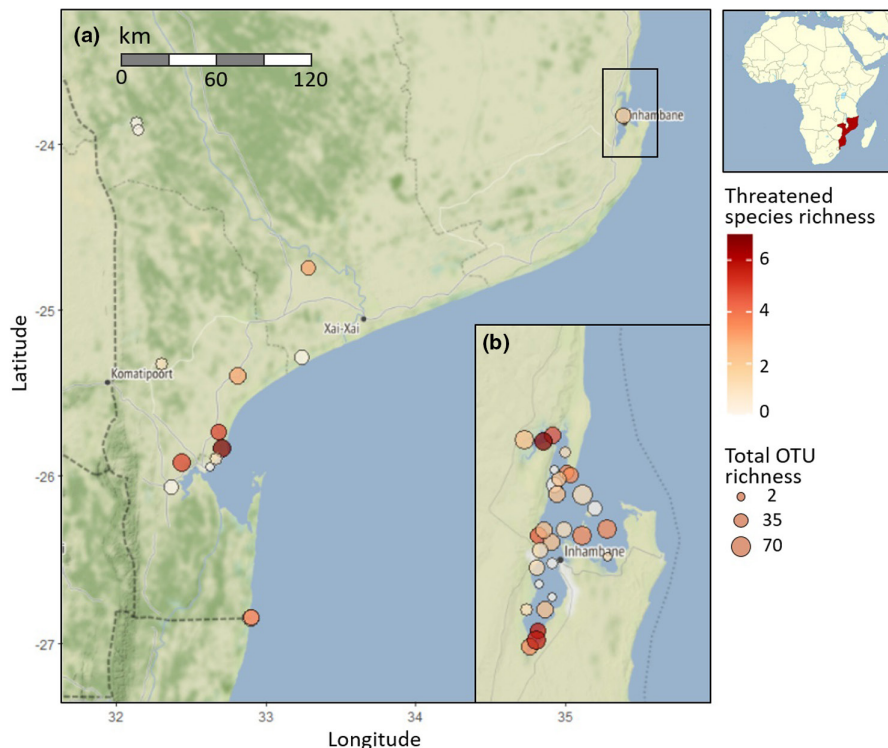 (a)
km
0 60 120
nhambane
-24
Latitude
-25
Xai-Xai
Komatipoort
-26
-27
32 33 34 35
Longitude
(b)
Inhambane
Threatened
species richness
6
4
2
0
Total OTU
richness
2
35
70